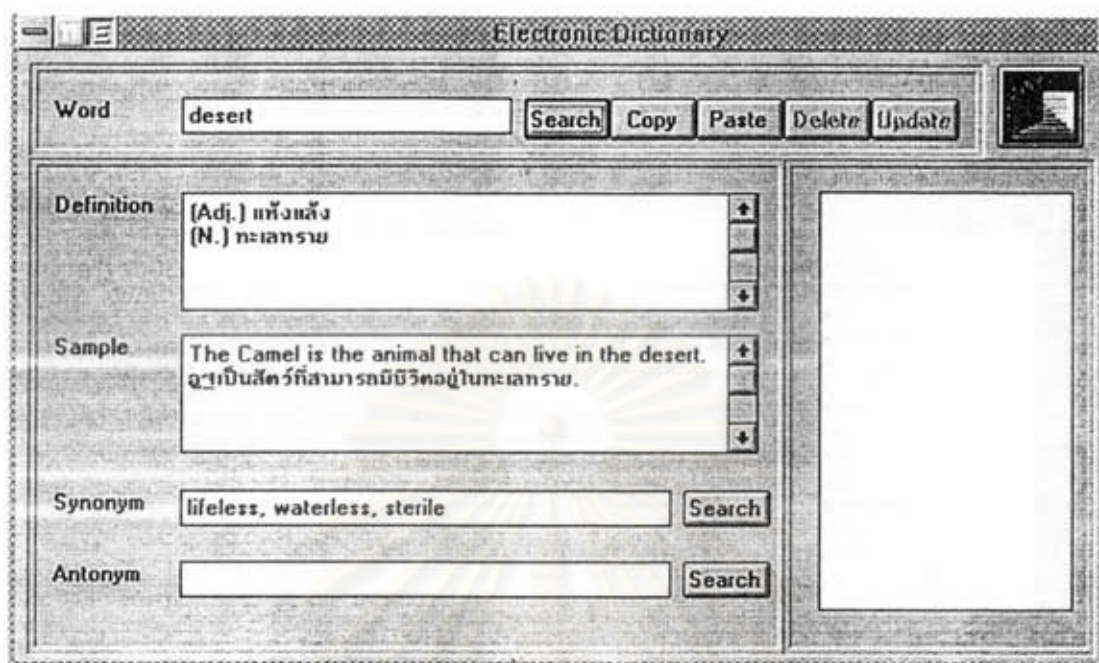 Electronic Dictionary
Word desert Search Copy Paste Delete Update
Definition (Adj.) แห้งแล้ง
(N.) ทะเลทราย
Sample The Camel is the animal that can live in the desert.
อูฐเป็นสัตว์ที่สามารถมีชีวิตอยู่ในทะเลทราย.
Synonym lifeless, waterless, sterile Search
Antonym Search